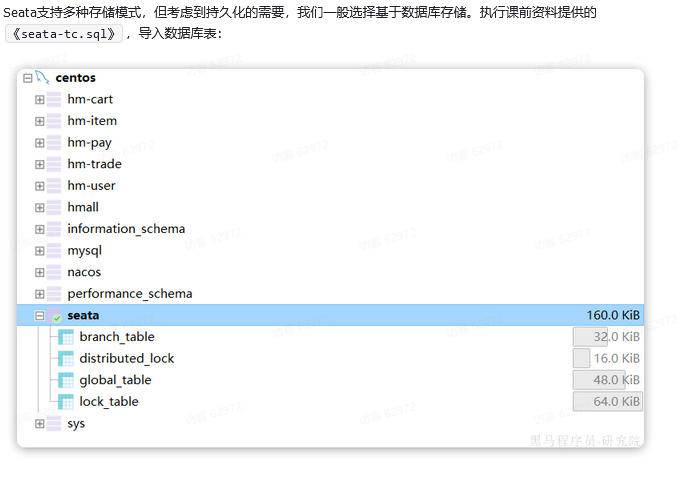 Seata支持多种存储模式，但考虑到持久化的需要，我们一般选择基于数据库存储。执行课前资料提供的
《seata-tc.sql》，导入数据库表：
centos
hm-cart
hm-item
hm-pay
hm-trade
hm-user
hmall
information_schema
mysql
nacos
performance_schema
seata 160.0 KiB
branch_table 32.0 KiB
distributed_lock 16.0 KiB
global_table 48.0 KiB
lock_table 64.0 KiB
sys
黑马程序员-研究院